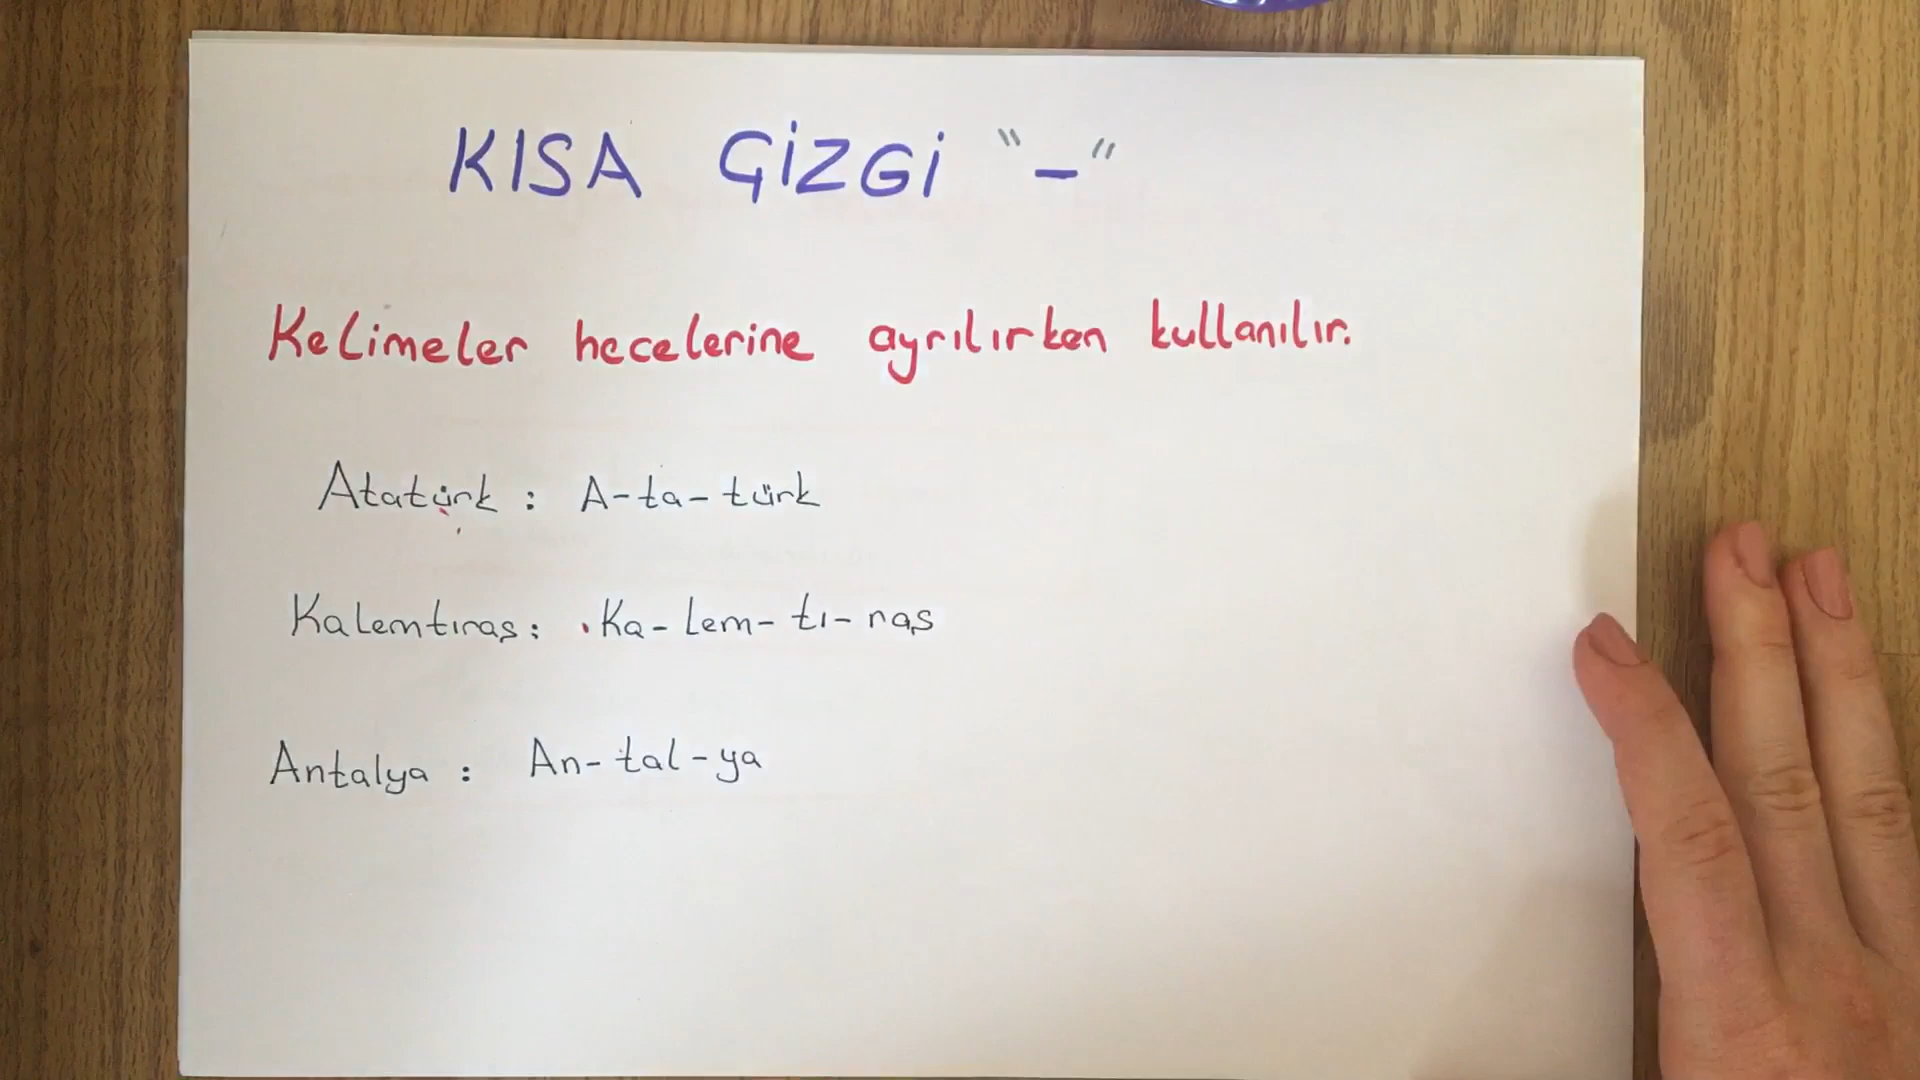 KISA ÇİZGİ "-"
Kelimeler hecelerine ayrılırken kullanılır.
Atatürk : A-ta-türk
Kalemtıraş : Ka-lem-tı-raş
Antalya : An-tal-ya